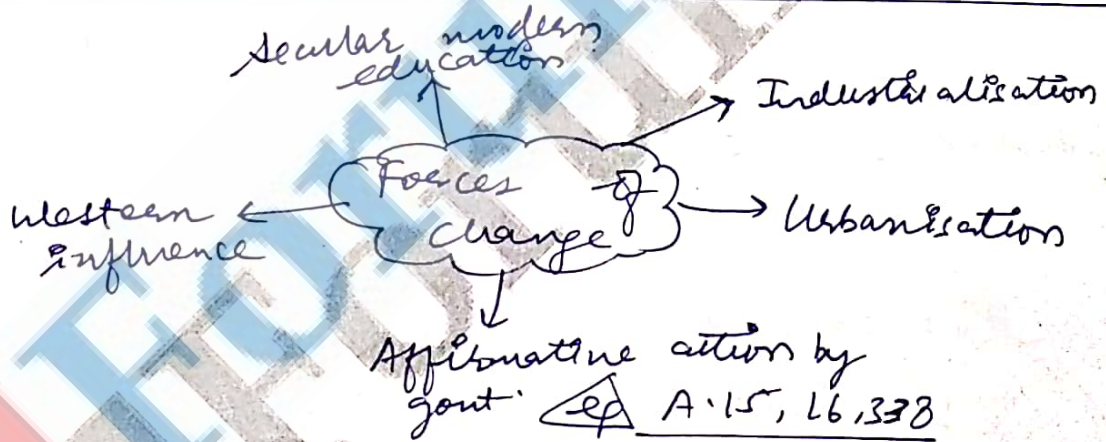 Secular modern
education
Industrialisation
Forces of
change
Western
influence
Urbanisation
Affirmative action by
govt. eg A.15, 16, 338